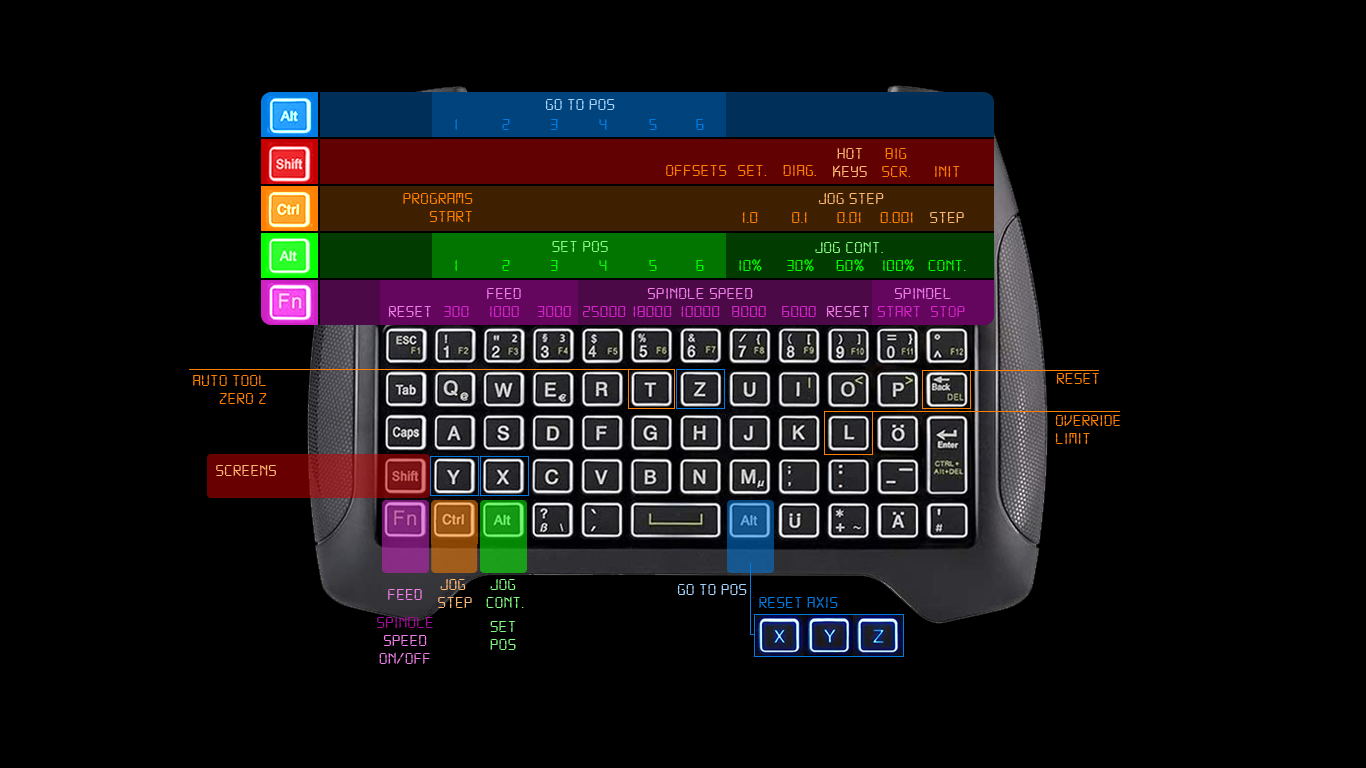 Alt GO TO POS
1 2 3 4 5 6
Shift OFFSETS SET. DIAG. HOT KEYS BIG SCR. INIT
Ctrl PROGRAMS START JOG STEP
1.0 0.1 0.01 0.001 STEP
Alt SET POS JOG CONT.
1 2 3 4 5 6 10% 30% 60% 100% CONT.
Fn FEED SPINDLE SPEED SPINDEL
RESET 300 1000 3000 25000 18000 10000 8000 6000 RESET START STOP
ESC F1 ! 1 F2 " 2 2 F3 § 3 3 F4 $ 4 F5 % 5 F6 & 6 F7 / { 7 F8 ( [ 8 F9 ) ] 9 F10 = } 0 F11 ° ^ F12
AUTO TOOL
ZERO Z
Tab Q @ W E € R T Z U I | O < P > Back DEL
RESET
Caps A S D F G H J K L Ö Enter CTRL+ Alt+DEL
OVERRIDE
LIMIT
SCREENS
Shift Y X C V B N M µ ; , : . _ -
Fn Ctrl Alt ? ß \ ` , Alt Ü * + ~ Ä ' #
FEED
SPINDLE
SPEED
ON/OFF
JOG
STEP
JOG
CONT.
SET
POS
GO TO POS
RESET AXIS
X Y Z